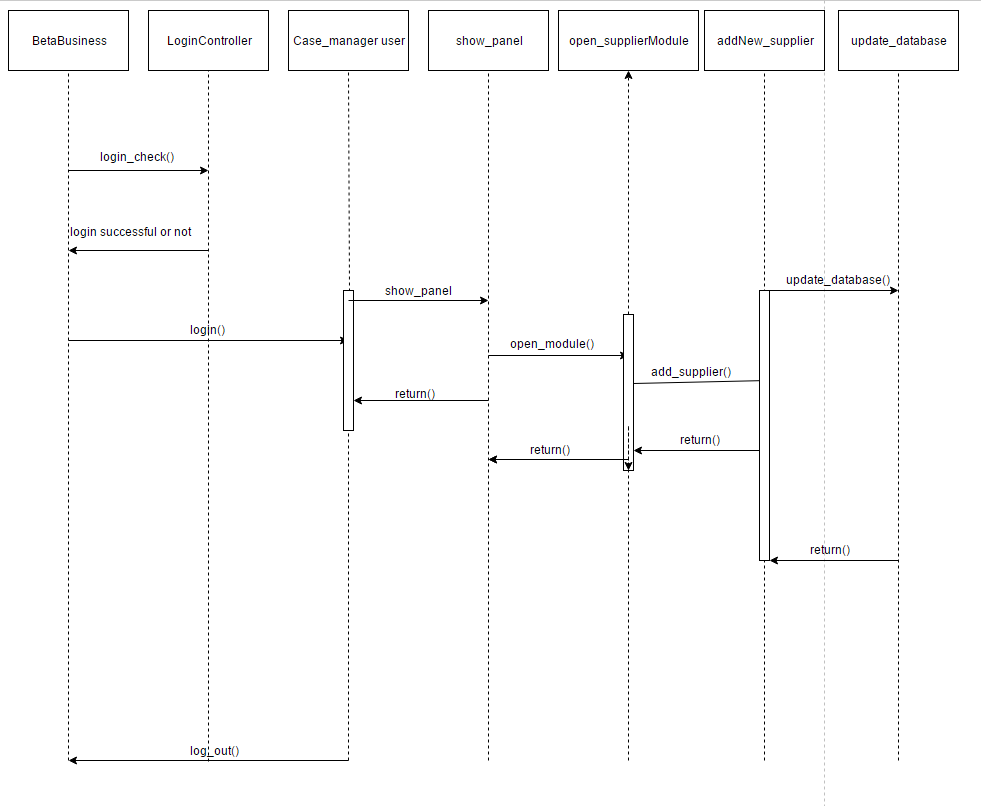 BetaBusiness
LoginController
Case_manager user
show_panel
open_supplierModule
addNew_supplier
update_database
login_check()
login successful or not
update_database()
show_panel
login()
open_module()
add_supplier()
return()
return()
return()
return()
log_out()